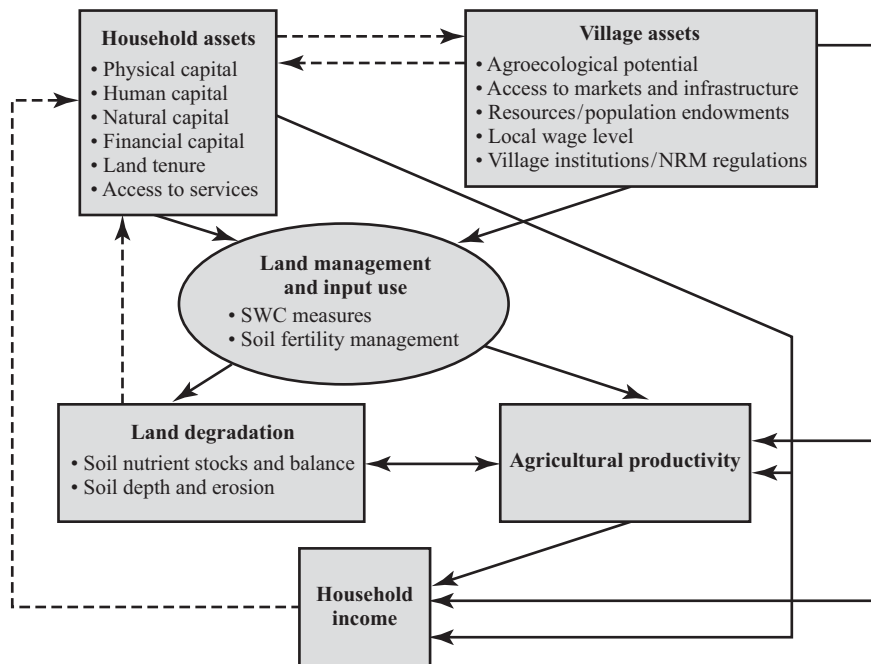 Household assets
• Physical capital
• Human capital
• Natural capital
• Financial capital
• Land tenure
• Access to services
Village assets
• Agroecological potential
• Access to markets and infrastructure
• Resources/population endowments
• Local wage level
• Village institutions/NRM regulations
Land management
and input use
• SWC measures
• Soil fertility management
Land degradation
• Soil nutrient stocks and balance
• Soil depth and erosion
Agricultural productivity
Household
income